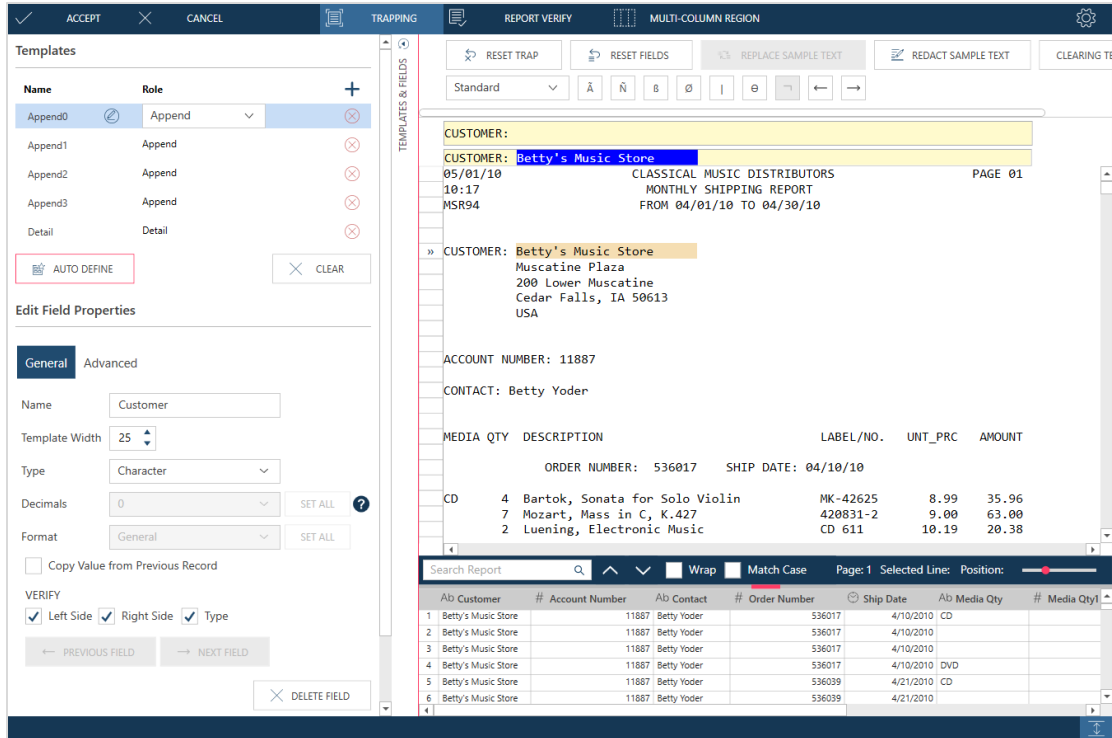 ACCEPT CANCEL TRAPPING REPORT VERIFY MULTI-COLUMN REGION
Templates
Name Role
Append0 Append
Append1 Append
Append2 Append
Append3 Append
Detail Detail
AUTO DEFINE CLEAR
Edit Field Properties
General Advanced
Name Customer
Template Width 25
Type Character
Decimals 0 SET ALL ?
Format General SET ALL
Copy Value from Previous Record
VERIFY
Left Side Right Side Type
← PREVIOUS FIELD → NEXT FIELD
DELETE FIELD
TEMPLATES & FIELDS
RESET TRAP RESET FIELDS REPLACE SAMPLE TEXT REDACT SAMPLE TEXT CLEARING TE
Standard Ã Ñ ß Ø | ɵ ¬ ← →
CUSTOMER:
CUSTOMER: Betty's Music Store
05/01/10 CLASSICAL MUSIC DISTRIBUTORS PAGE 01
10:17 MONTHLY SHIPPING REPORT
MSR94 FROM 04/01/10 TO 04/30/10
» CUSTOMER: Betty's Music Store
Muscatine Plaza
200 Lower Muscatine
Cedar Falls, IA 50613
USA
ACCOUNT NUMBER: 11887
CONTACT: Betty Yoder
MEDIA QTY DESCRIPTION LABEL/NO. UNT_PRC AMOUNT
ORDER NUMBER: 536017 SHIP DATE: 04/10/10
CD 4 Bartok, Sonata for Solo Violin MK-42625 8.99 35.96
7 Mozart, Mass in C, K.427 420831-2 9.00 63.00
2 Luening, Electronic Music CD 611 10.19 20.38
Search Report Wrap Match Case Page: 1 Selected Line: Position:
Ab Customer # Account Number Ab Contact # Order Number Ship Date Ab Media Qty # Media Qty1
1 Betty's Music Store 11887 Betty Yoder 536017 4/10/2010 CD
2 Betty's Music Store 11887 Betty Yoder 536017 4/10/2010
3 Betty's Music Store 11887 Betty Yoder 536017 4/10/2010
4 Betty's Music Store 11887 Betty Yoder 536017 4/10/2010 DVD
5 Betty's Music Store 11887 Betty Yoder 536039 4/21/2010 CD
6 Betty's Music Store 11887 Betty Yoder 536039 4/21/2010